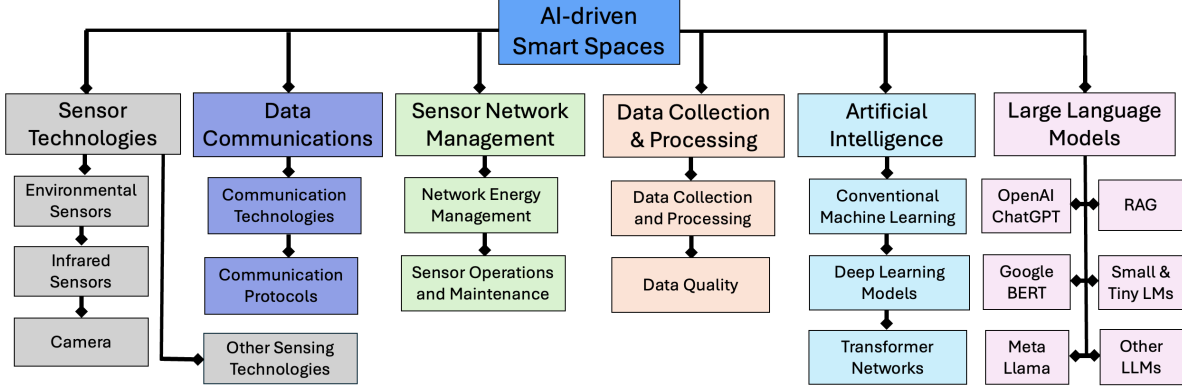 AI-driven
Smart Spaces
Sensor
Technologies
Environmental
Sensors
Infrared
Sensors
Camera
Other Sensing
Technologies
Data
Communications
Communication
Technologies
Communication
Protocols
Sensor Network
Management
Network Energy
Management
Sensor Operations
and Maintenance
Data Collection
& Processing
Data Collection
and Processing
Data Quality
Artificial
Intelligence
Conventional
Machine Learning
Deep Learning
Models
Transformer
Networks
Large Language
Models
OpenAI
ChatGPT
RAG
Google
BERT
Small &
Tiny LMs
Meta
Llama
Other
LLMs